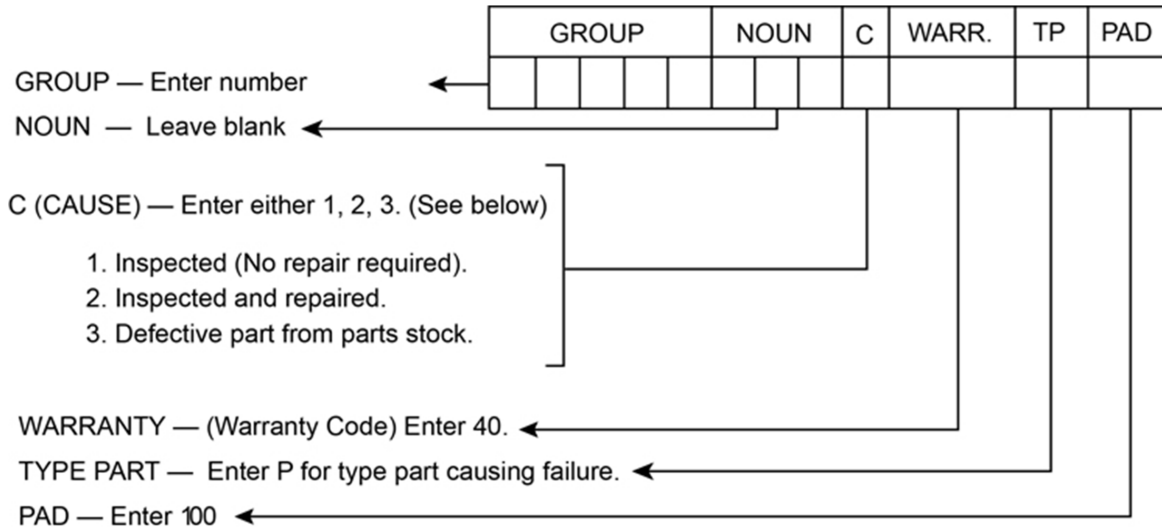 GROUP NOUN C WARR. TP PAD
GROUP — Enter number
NOUN — Leave blank
C (CAUSE) — Enter either 1, 2, 3. (See below)
1. Inspected (No repair required).
2. Inspected and repaired.
3. Defective part from parts stock.
WARRANTY — (Warranty Code) Enter 40.
TYPE PART — Enter P for type part causing failure.
PAD — Enter 100